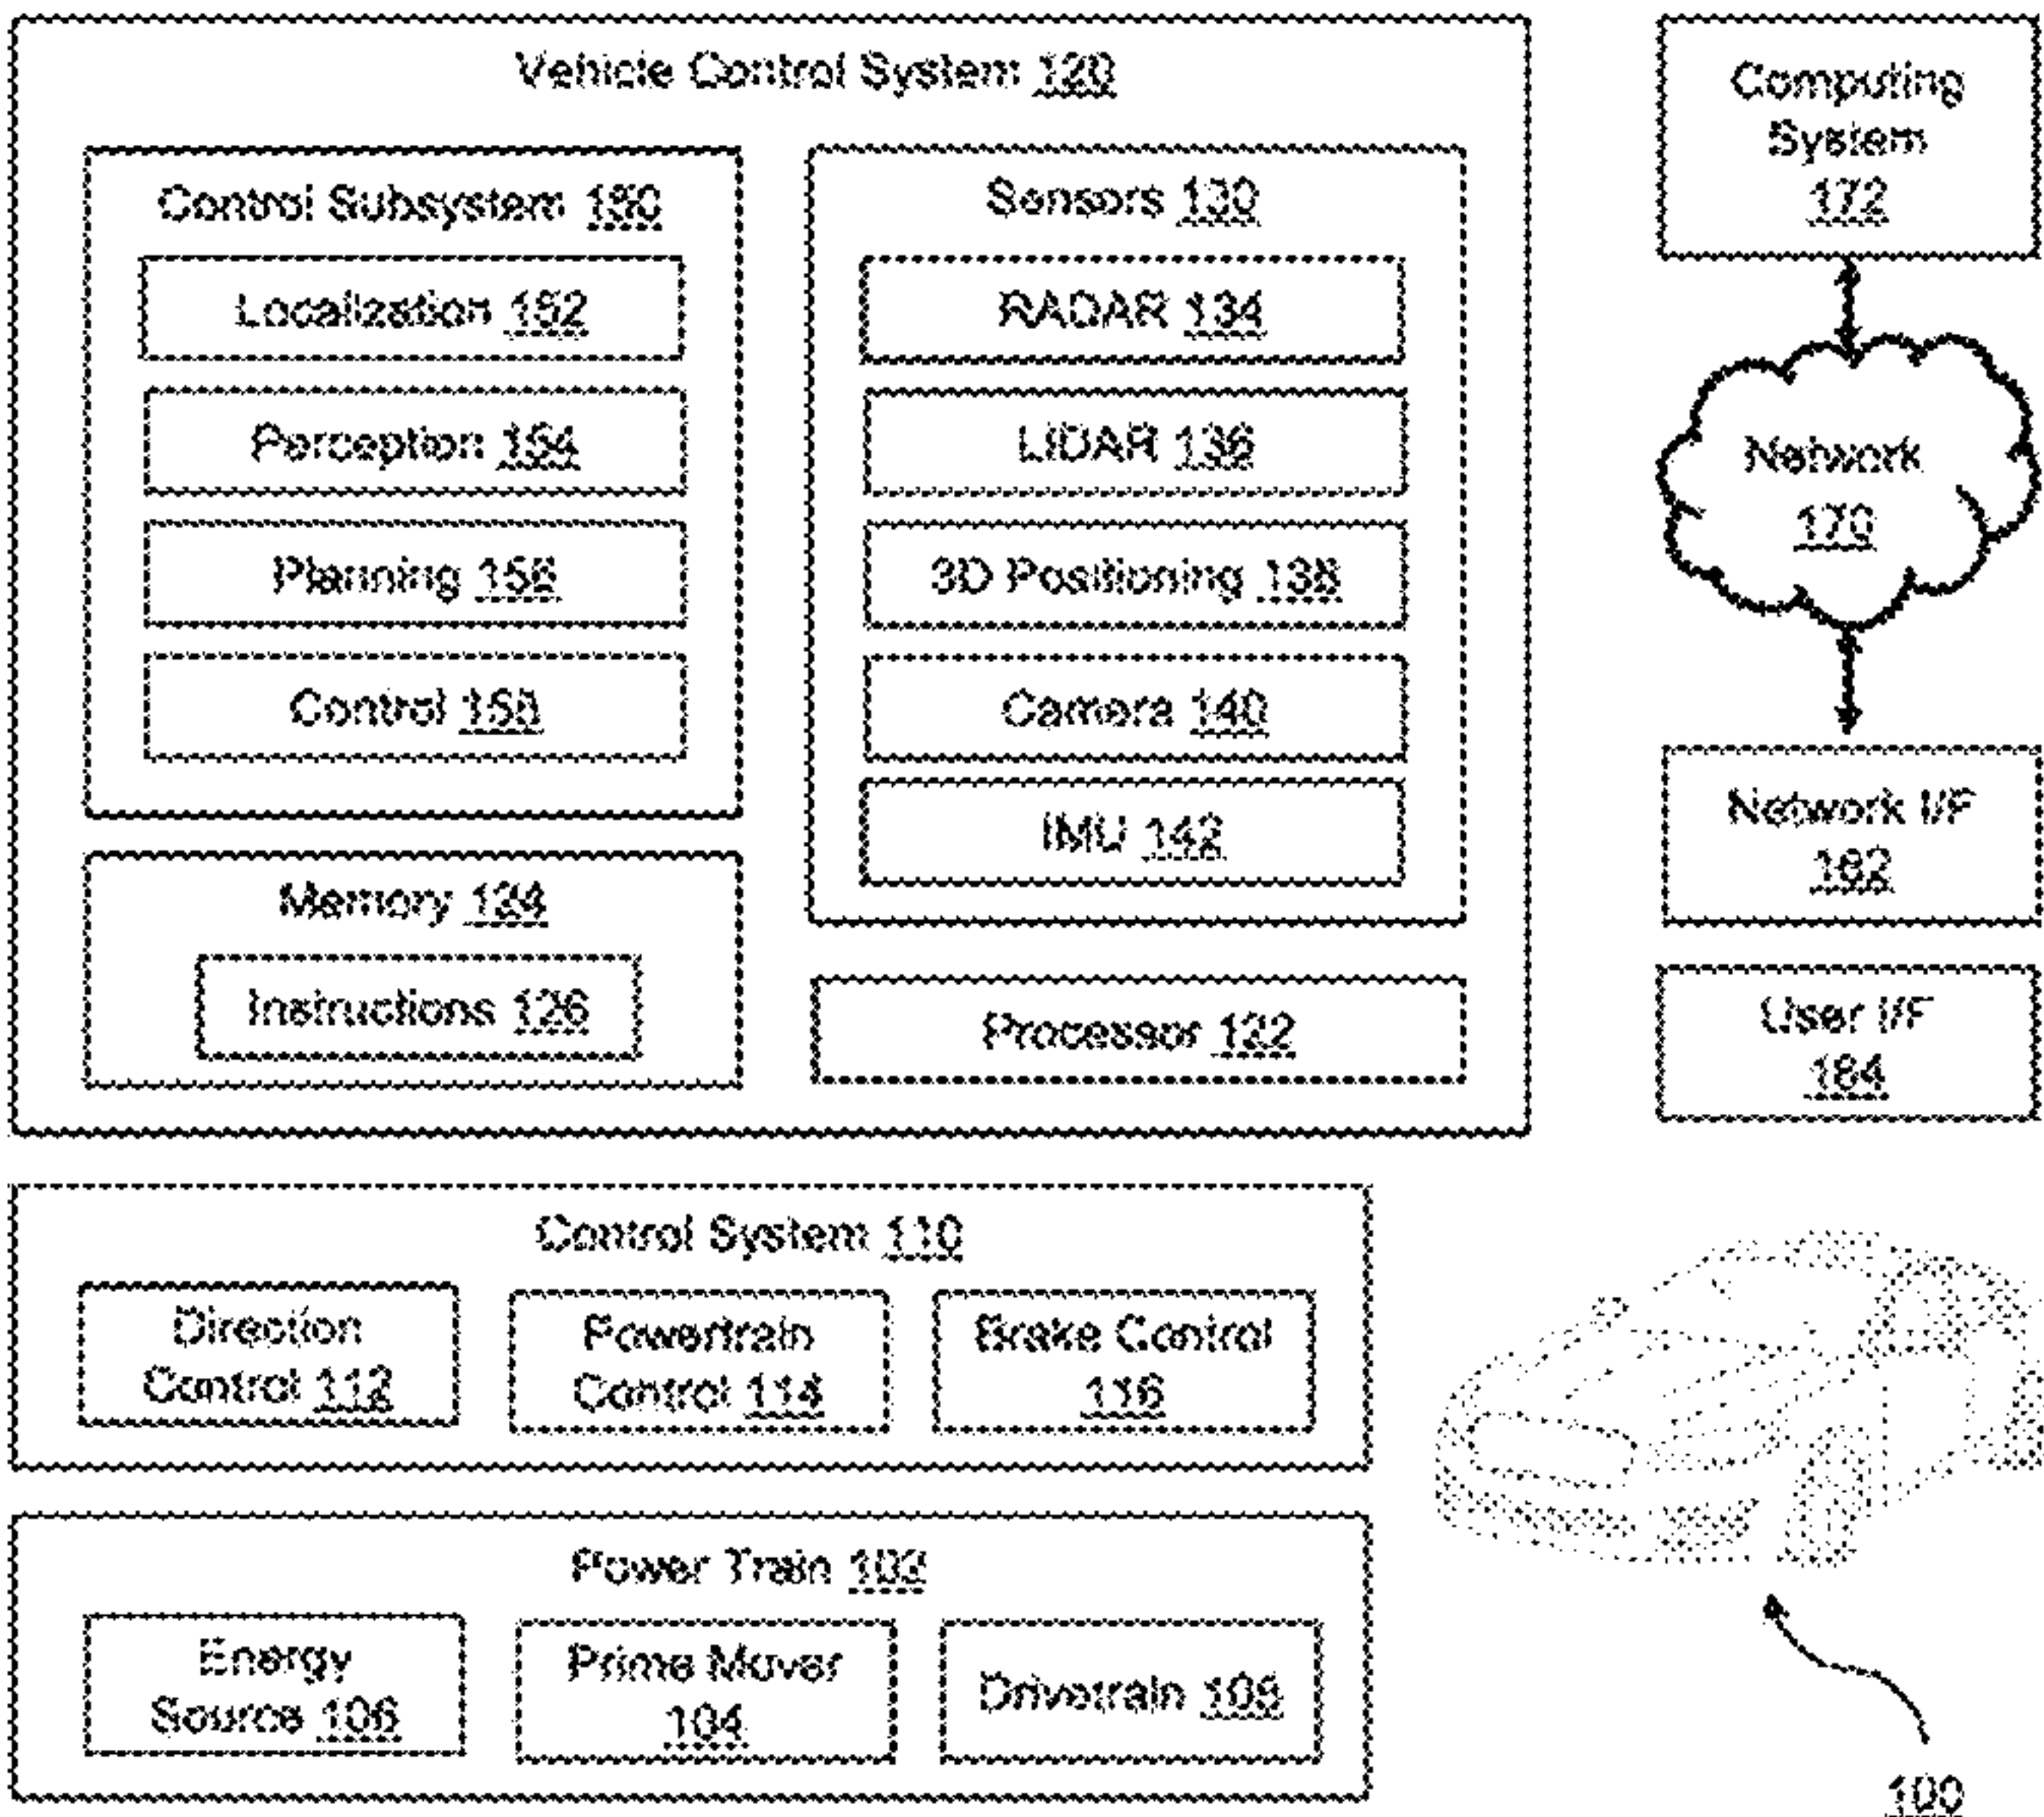 Vehicle Control System 120
Control Subsystem 150
Localization 152
Perception 154
Planning 156
Control 158
Memory 124
Instructions 126
Sensors 130
RADAR 134
LIDAR 136
3D Positioning 138
Camera 140
IMU 142
Processor 122
Computing
System
172
Network
170
Network I/F
162
User I/F
164
Control System 110
Direction
Control 112
Powertrain
Control 114
Brake Control
116
Power Train 102
Energy
Source 106
Prime Mover
104
Drivetrain 108
100